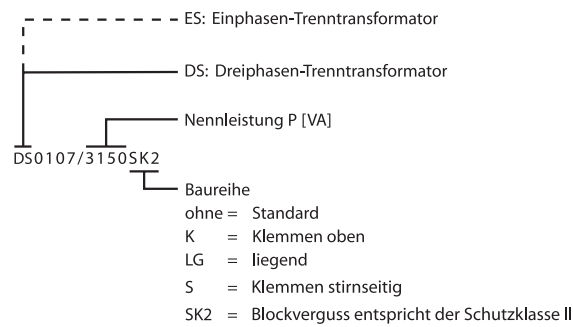 ES: Einphasen-Trenntransformator
DS: Dreiphasen-Trenntransformator
Nennleistung P [VA]
DS0107/3150SK2
Baureihe
ohne = Standard
K = Klemmen oben
LG = liegend
S = Klemmen stirnseitig
SK2 = Blockverguss entspricht der Schutzklasse II